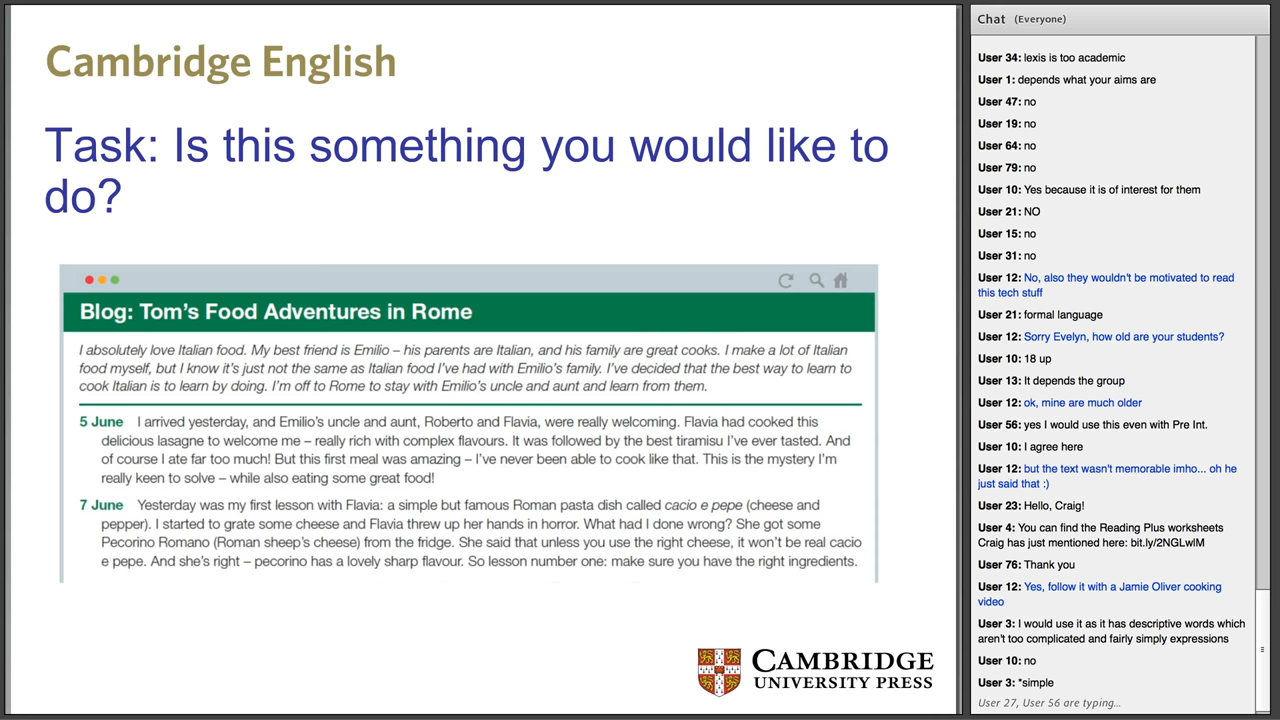 Cambridge English
Task: Is this something you would like to
do?
Blog: Tom's Food Adventures in Rome
I absolutely love Italian food. My best friend is Emilio – his parents are Italian, and his family are great cooks. I make a lot of Italian
food myself, but I know it's just not the same as Italian food I've had with Emilio's family. I've decided that the best way to learn to
cook Italian is to learn by doing. I'm off to Rome to stay with Emilio's uncle and aunt and learn from them.
5 June I arrived yesterday, and Emilio's uncle and aunt, Roberto and Flavia, were really welcoming. Flavia had cooked this
delicious lasagne to welcome me – really rich with complex flavours. It was followed by the best tiramisu I've ever tasted. And
of course I ate far too much! But this first meal was amazing – I've never been able to cook like that. This is the mystery I'm
really keen to solve – while also eating some great food!
7 June Yesterday was my first lesson with Flavia: a simple but famous Roman pasta dish called cacio e pepe (cheese and
pepper). I started to grate some cheese and Flavia threw up her hands in horror. What had I done wrong? She got some
Pecorino Romano (Roman sheep's cheese) from the fridge. She said that unless you use the right cheese, it won't be real cacio
e pepe. And she's right – pecorino has a lovely sharp flavour. So lesson number one: make sure you have the right ingredients.
CAMBRIDGE
UNIVERSITY PRESS
Chat (Everyone)
User 34: lexis is too academic
User 1: depends what your aims are
User 47: no
User 19: no
User 64: no
User 79: no
User 10: Yes because it is of interest for them
User 21: NO
User 15: no
User 31: no
User 12: No, also they wouldn't be motivated to read
this tech stuff
User 21: formal language
User 12: Sorry Evelyn, how old are your students?
User 10: 18 up
User 13: It depends the group
User 12: ok, mine are much older
User 56: yes I would use this even with Pre Int.
User 10: I agree here
User 12: but the text wasn't memorable imho... oh he
just said that :)
User 23: Hello, Craig!
User 4: You can find the Reading Plus worksheets
Craig has just mentioned here: bit.ly/2NGLwlM
User 76: Thank you
User 12: Yes, follow it with a Jamie Oliver cooking
video
User 3: I would use it as it has descriptive words which
aren't too complicated and fairly simply expressions
User 10: no
User 3: *simple
User 27, User 56 are typing...